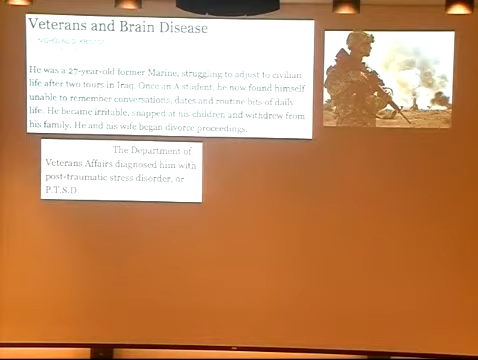 Veterans and Brain Disease
NICHOLAS D. KRISTOF
He was a 27-year-old former Marine, struggling to adjust to civilian
life after two tours in Iraq. Once an A student, he now found himself
unable to remember conversations, dates and routine bits of daily
life. He became irritable, snapped at his children and withdrew from
his family. He and his wife began divorce proceedings.
The Department of
Veterans Affairs diagnosed him with
post-traumatic stress disorder, or
P.T.S.D.